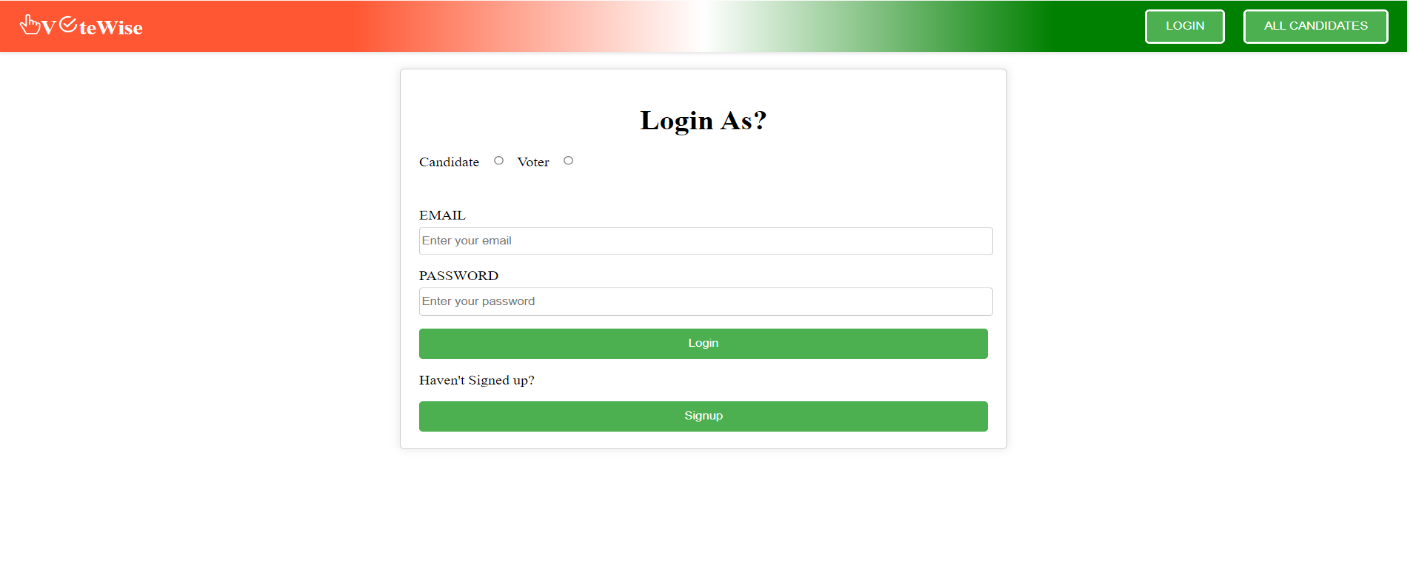 VoteWise
LOGIN
ALL CANDIDATES
Login As?
Candidate Voter
EMAIL
Enter your email
PASSWORD
Enter your password
Login
Haven't Signed up?
Signup